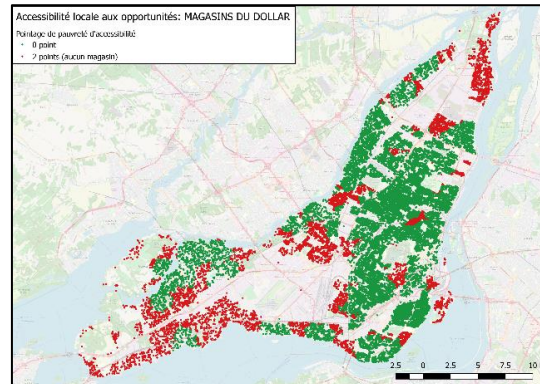 Accessibilité locale aux opportunités: MAGASINS DU DOLLAR
Pointage de pauvreté d'accessibilité
0 point
2 points (aucun magasin)
2.5 0 2.5 5 7.5 10